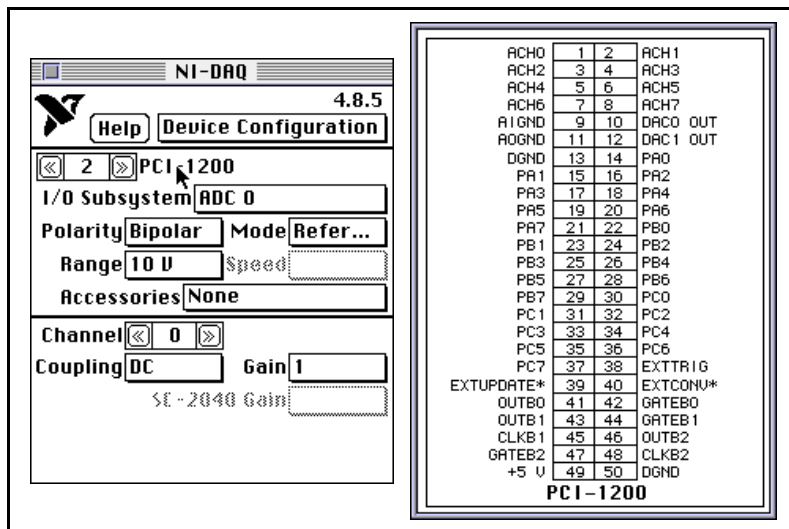 NI-DAQ
4.8.5
Help Device Configuration
2 PCI-1200
I/O Subsystem ADC 0
Polarity Bipolar Mode Refer...
Range 10 V Speed
Accessories None
Channel 0
Coupling DC Gain 1
SC-2040 Gain
ACH0 1 2 ACH1
ACH2 3 4 ACH3
ACH4 5 6 ACH5
ACH6 7 8 ACH7
AIGND 9 10 DAC0 OUT
AOGND 11 12 DAC1 OUT
DGND 13 14 PA0
PA1 15 16 PA2
PA3 17 18 PA4
PA5 19 20 PA6
PA7 21 22 PB0
PB1 23 24 PB2
PB3 25 26 PB4
PB5 27 28 PB6
PB7 29 30 PC0
PC1 31 32 PC2
PC3 33 34 PC4
PC5 35 36 PC6
PC7 37 38 EXTTRIG
EXTUPDATE* 39 40 EXTCONV*
OUTB0 41 42 GATEB0
OUTB1 43 44 GATEB1
CLKB1 45 46 OUTB2
GATEB2 47 48 CLKB2
+5 V 49 50 DGND
PCI-1200